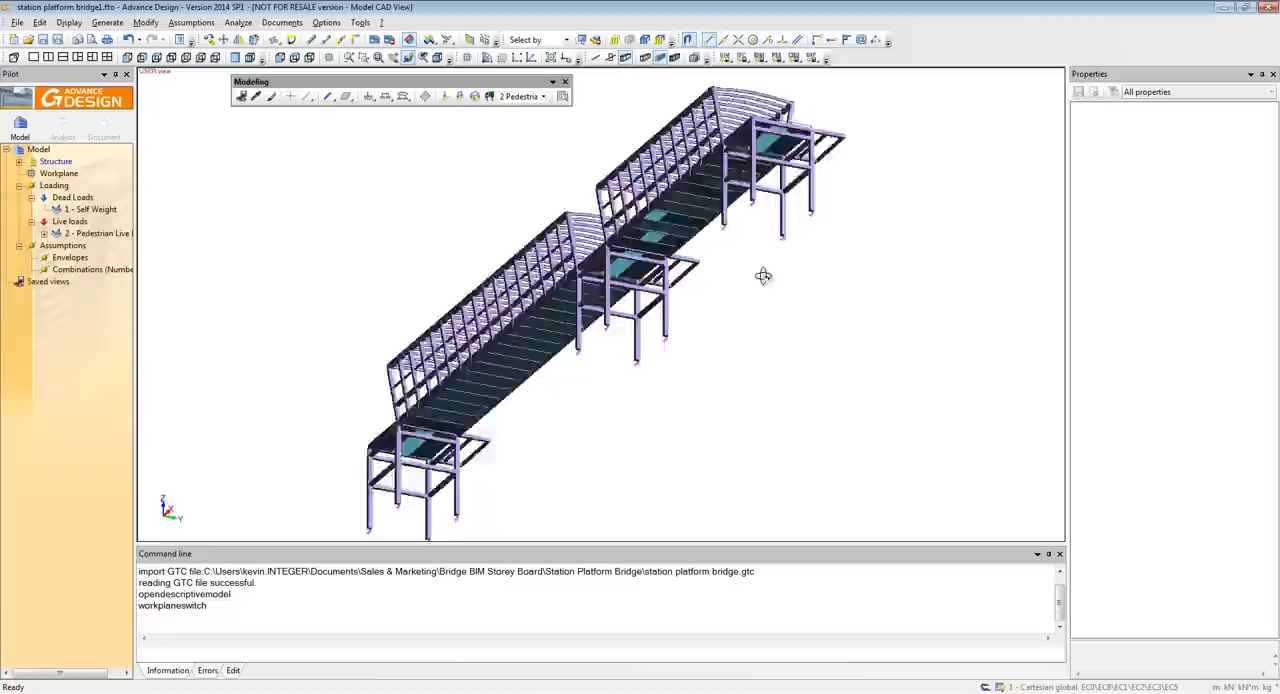 station platform bridge1.fto - Advance Design - Version 2014 SP1 - [NOT FOR RESALE version - Model CAD View]
File Edit Display Generate Modify Assumptions Analyze Documents Options Tools ?
Select by
Pilot
Properties
USER view
Modeling
All properties
ADVANCE
DESIGN
2 Pedestria
Model Analysis Document
Model
Structure
Workplane
Loading
Dead Loads
1 - Self Weight
Live loads
2 - Pedestrian Live l
Assumptions
Envelopes
Combinations (Numbe
Saved views
Z
X
Y
Command line
import GTC file:C:\Users\kevin.INTEGER\Documents\Sales & Marketing\Bridge BIM Storey Board\Station Platform Bridge\station platform bridge.gtc
reading GTC file successful.
opendescriptivemodel
workplaneswitch
Information Errors Edit
Ready
1 - Cartesian global EC0\EC8\EC1\EC2\EC3\EC5 m kN kN*m kg